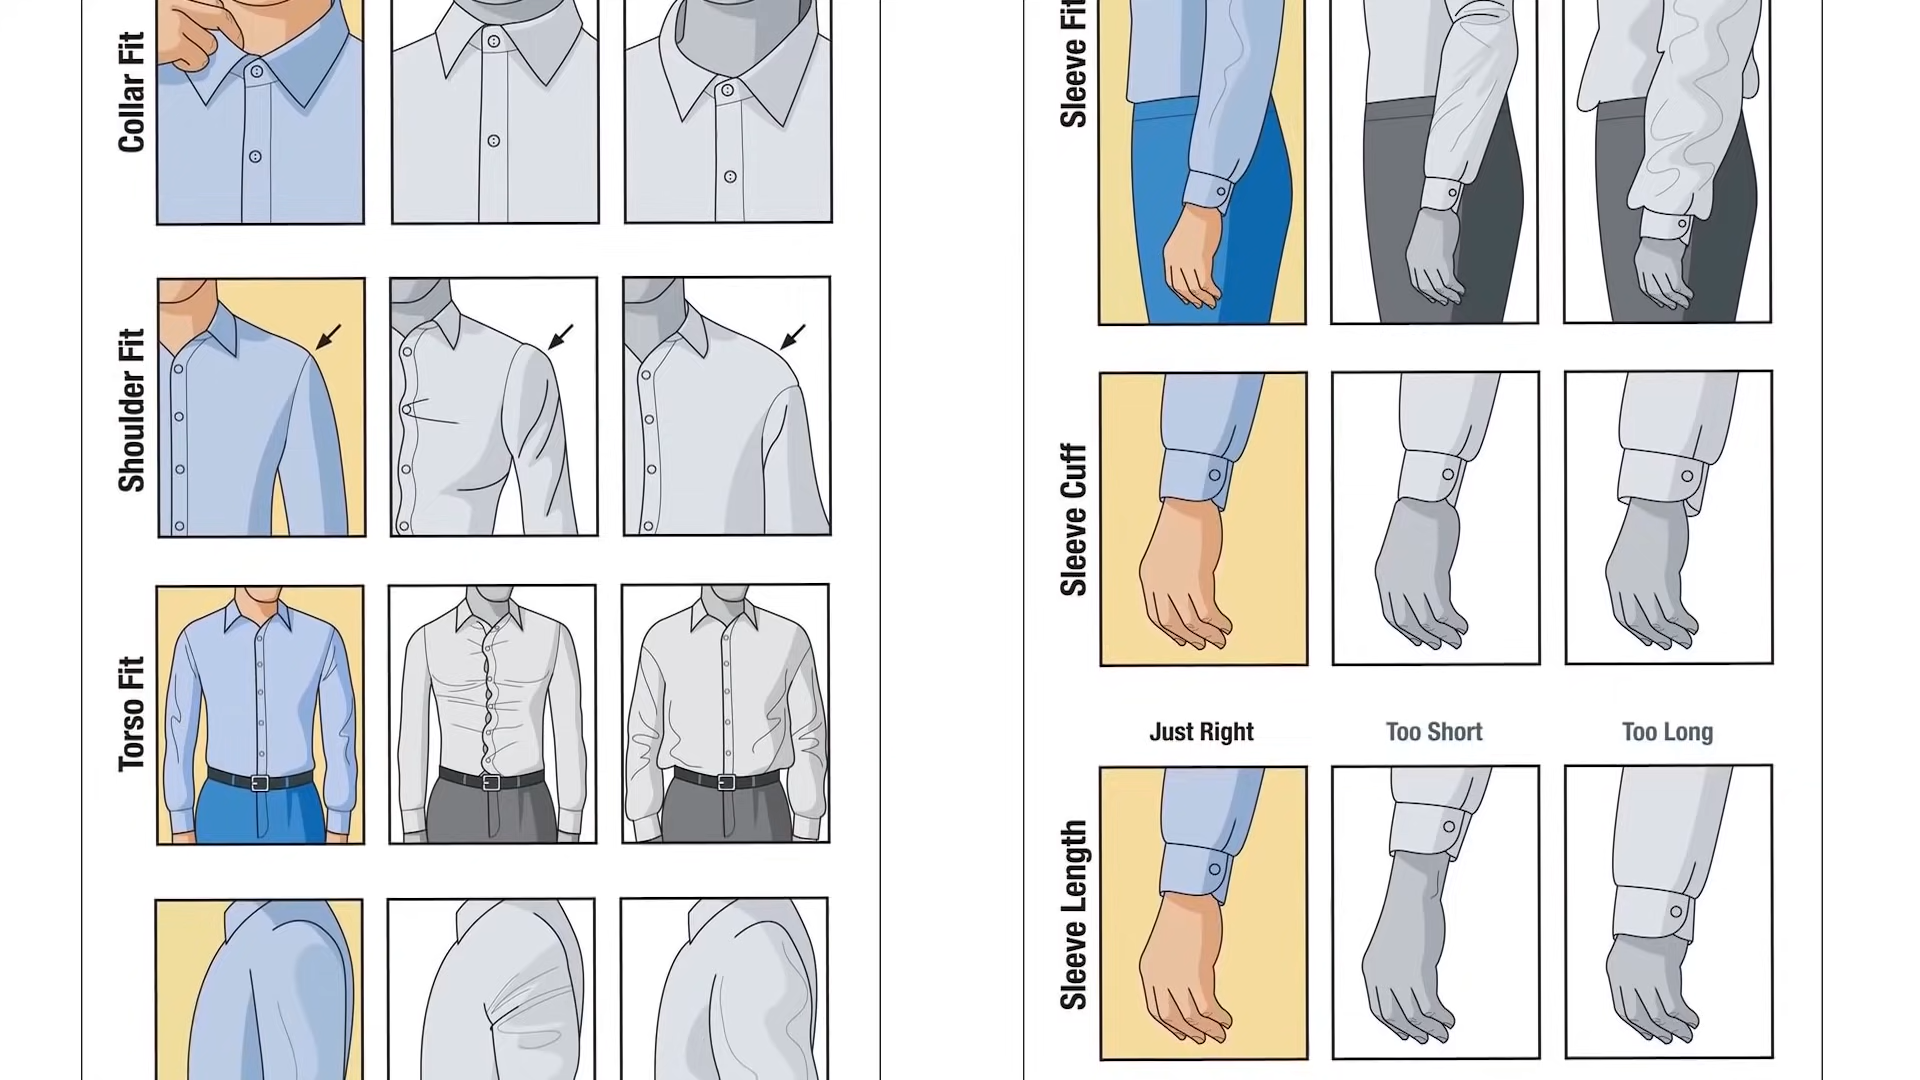 Collar Fit
Shoulder Fit
Torso Fit
Sleeve Fit
Sleeve Cuff
Just Right
Too Short
Too Long
Sleeve Length